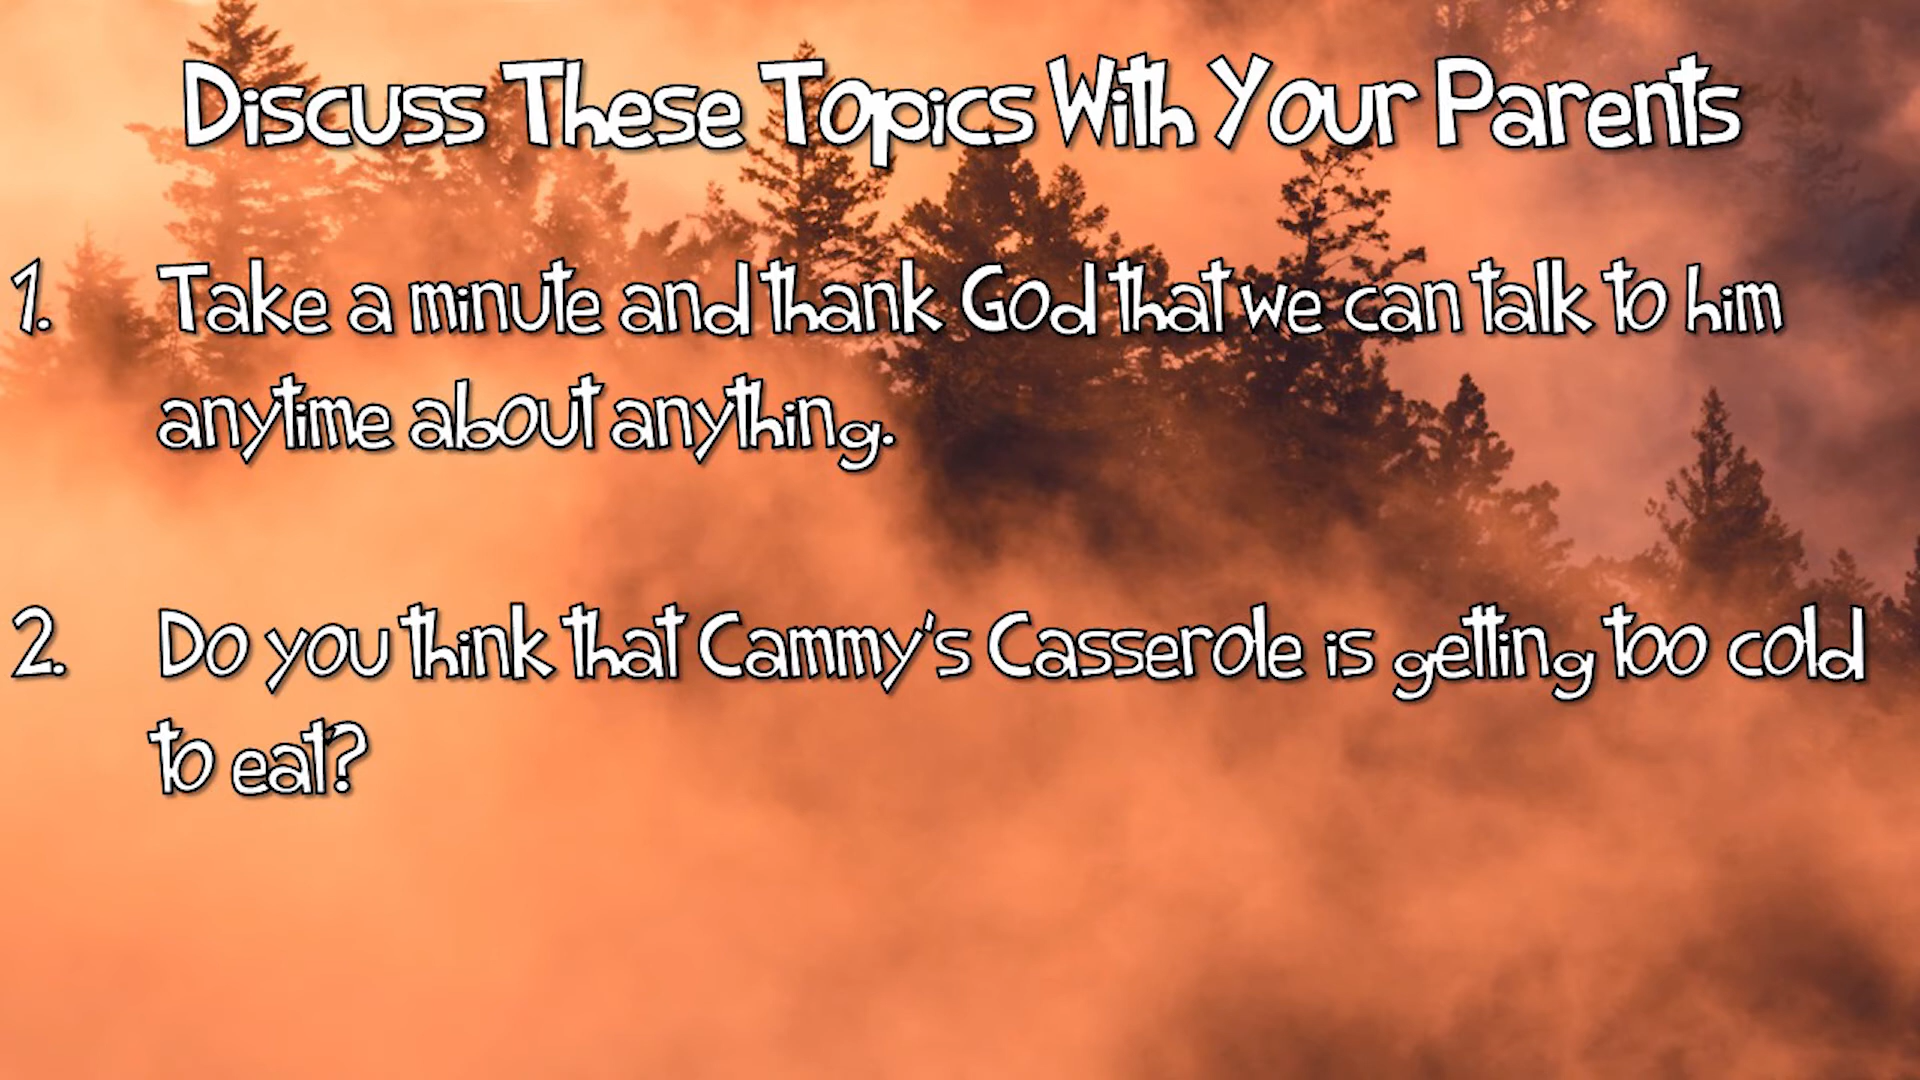 Discuss These Topics With Your Parents
1. Take a minute and thank God that we can talk to him
anytime about anything.
2. Do you think that Cammy's Casserole is getting too cold
to eat?